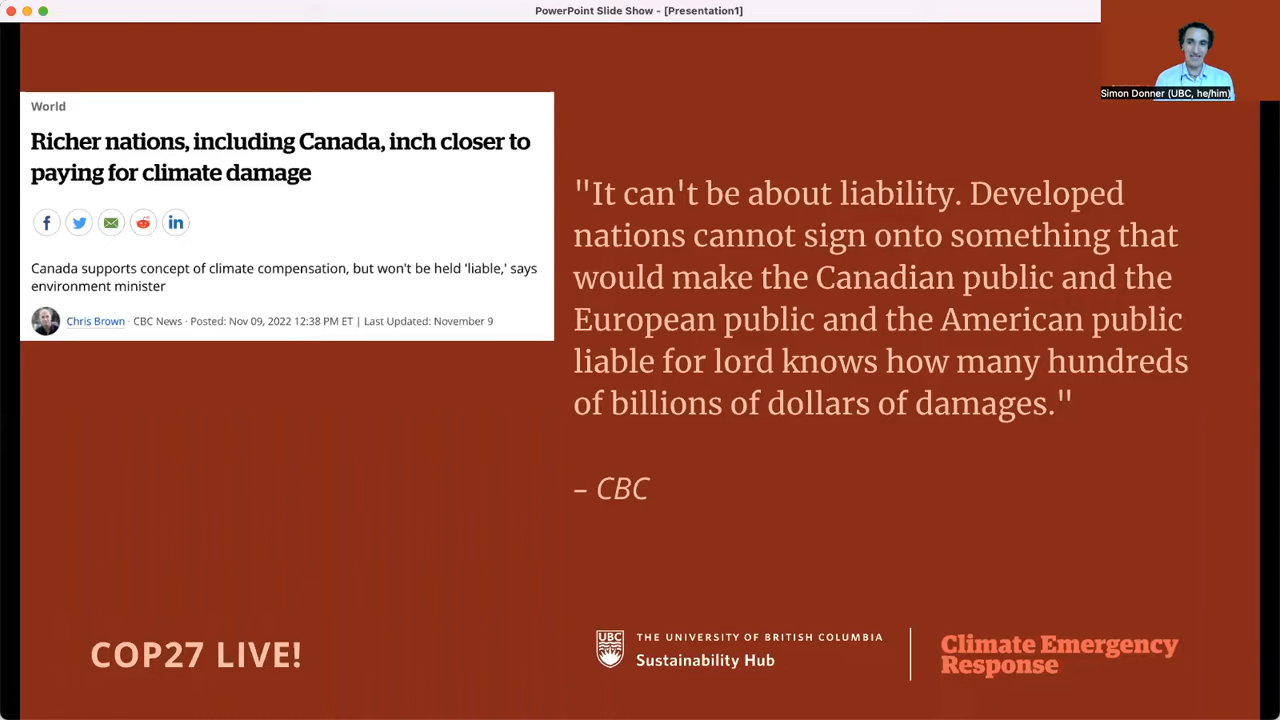 PowerPoint Slide Show - [Presentation1]
Simon Donner (UBC, he/him)
World
Richer nations, including Canada, inch closer to
paying for climate damage
Canada supports concept of climate compensation, but won't be held 'liable,' says
environment minister
Chris Brown · CBC News · Posted: Nov 09, 2022 12:38 PM ET | Last Updated: November 9
"It can't be about liability. Developed
nations cannot sign onto something that
would make the Canadian public and the
European public and the American public
liable for lord knows how many hundreds
of billions of dollars of damages."
– CBC
COP27 LIVE!
UBC
THE UNIVERSITY OF BRITISH COLUMBIA
Sustainability Hub
Climate Emergency
Response